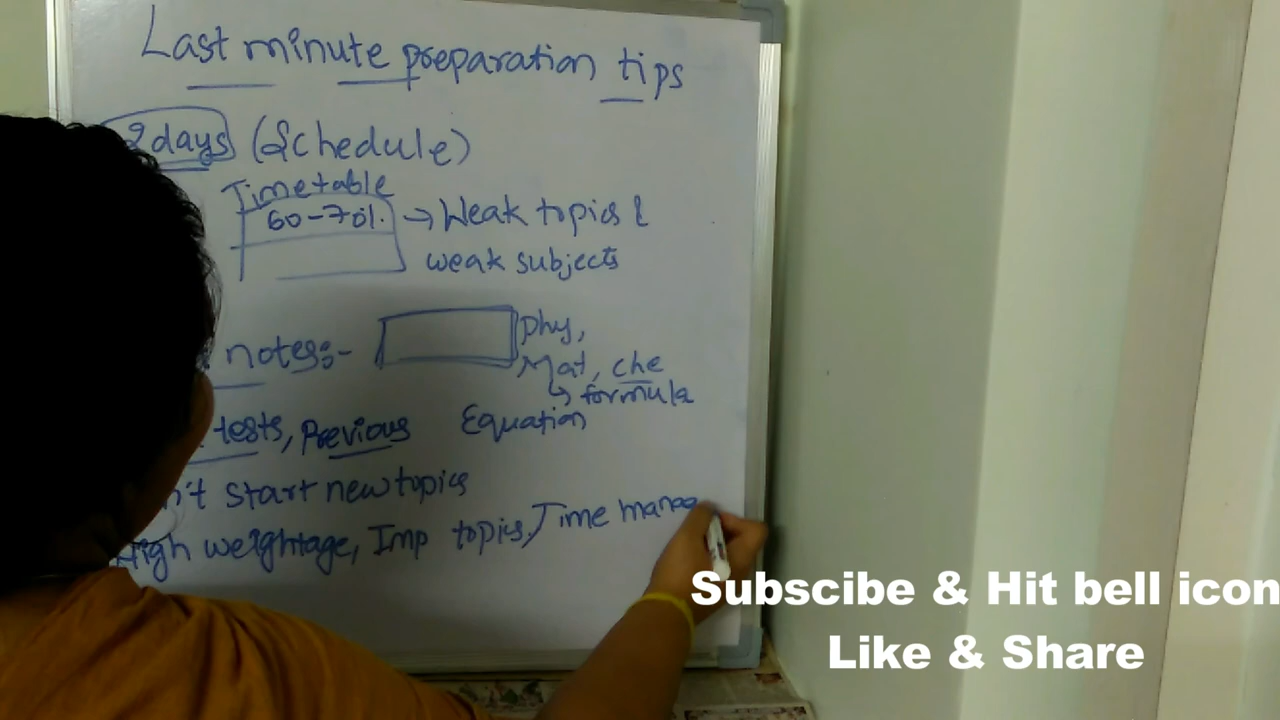 Last minute preparation tips
2days (Schedule)
Timetable
60-70%. → Weak topics &
weak subjects
notes:-
Phy,
Mat, che
↳ formula
tests, Previous Equation
n't start new topics
High weightage, Imp topics, Time mana
Subscibe & Hit bell icon
Like & Share